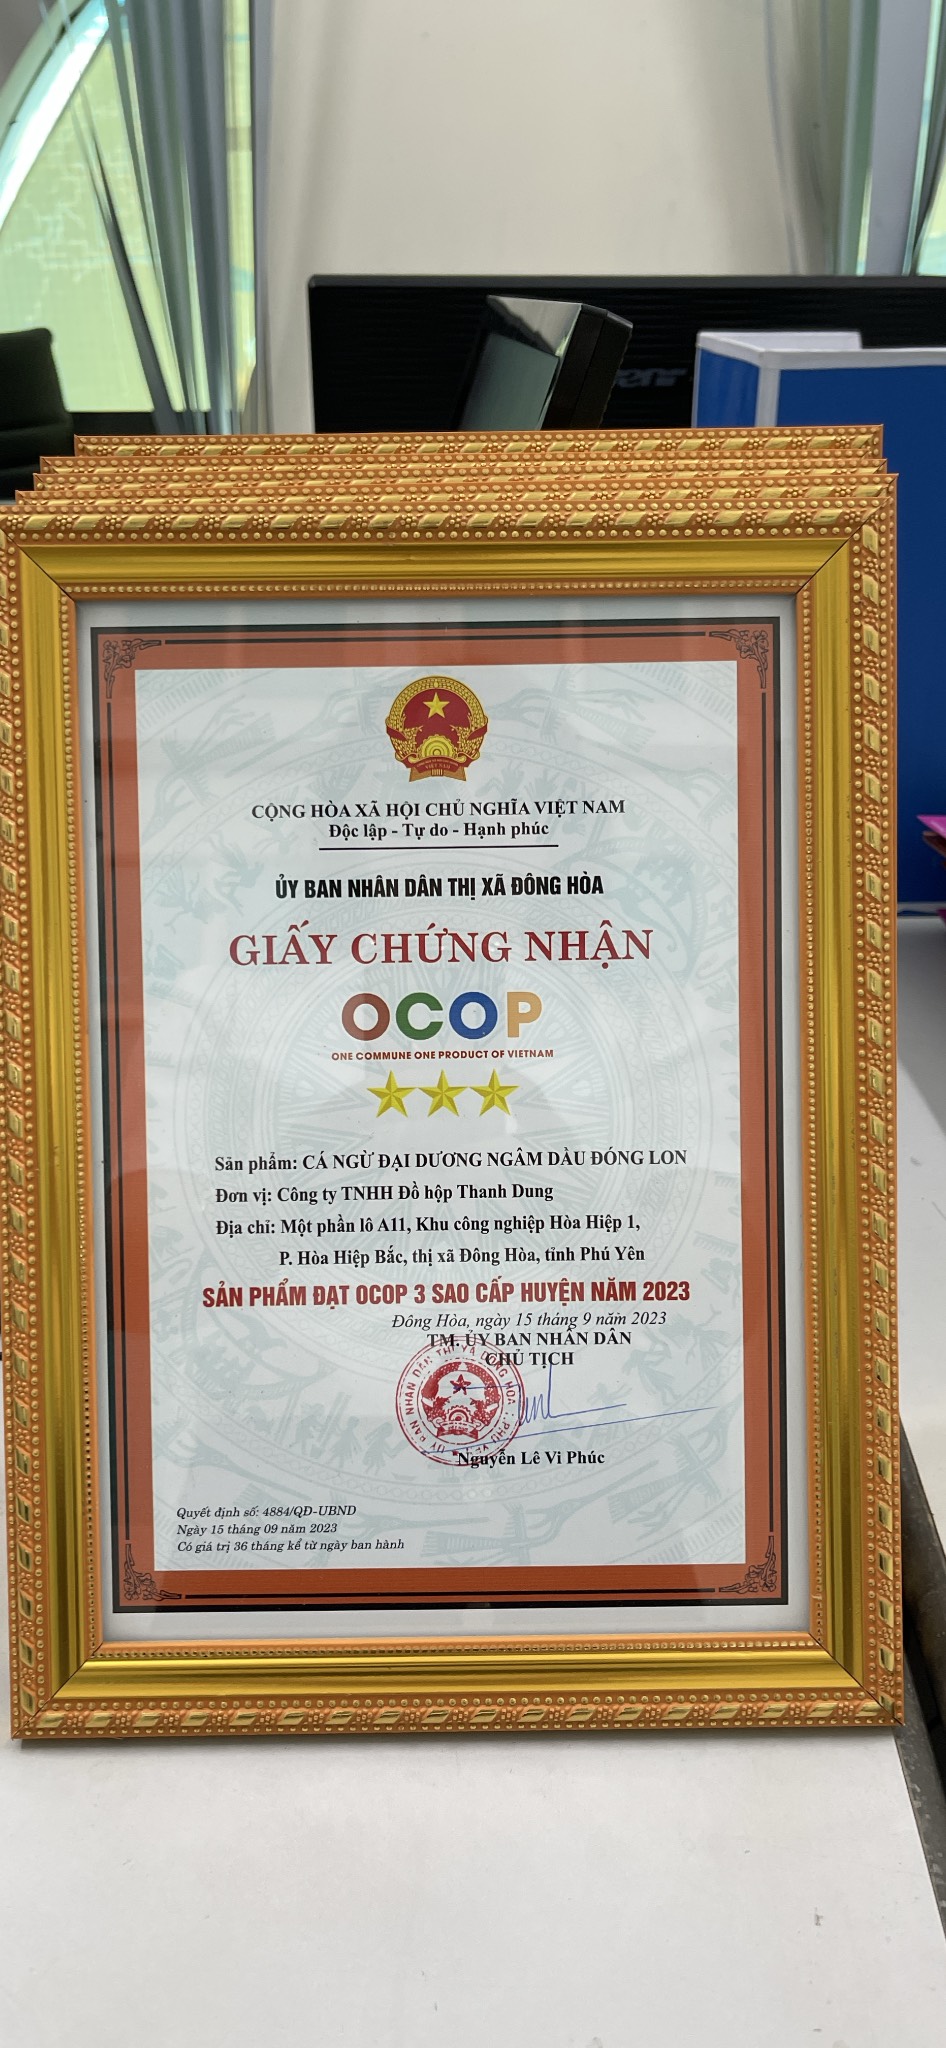 CỘNG HÒA XÃ HỘI CHỦ NGHĨA VIỆT NAM
Độc lập - Tự do - Hạnh phúc
ỦY BAN NHÂN DÂN THỊ XÃ ĐÔNG HÒA
GIẤY CHỨNG NHẬN
OCOP
ONE COMMUNE ONE PRODUCT OF VIETNAM
Sản phẩm: CÁ NGỪ ĐẠI DƯƠNG NGÂM DẦU ĐÓNG LON
Đơn vị: Công ty TNHH Đồ hộp Thanh Dung
Địa chỉ: Một phần lô A11, Khu công nghiệp Hòa Hiệp 1,
P. Hòa Hiệp Bắc, thị xã Đông Hòa, tỉnh Phú Yên
SẢN PHẨM ĐẠT OCOP 3 SAO CẤP HUYỆN NĂM 2023
Đông Hòa, ngày 15 tháng 9 năm 2023
TM. ỦY BAN NHÂN DÂN
CHỦ TỊCH
Nguyễn Lê Vi Phúc
Quyết định số: 4884/QĐ-UBND
Ngày 15 tháng 09 năm 2023
Có giá trị 36 tháng kể từ ngày ban hành